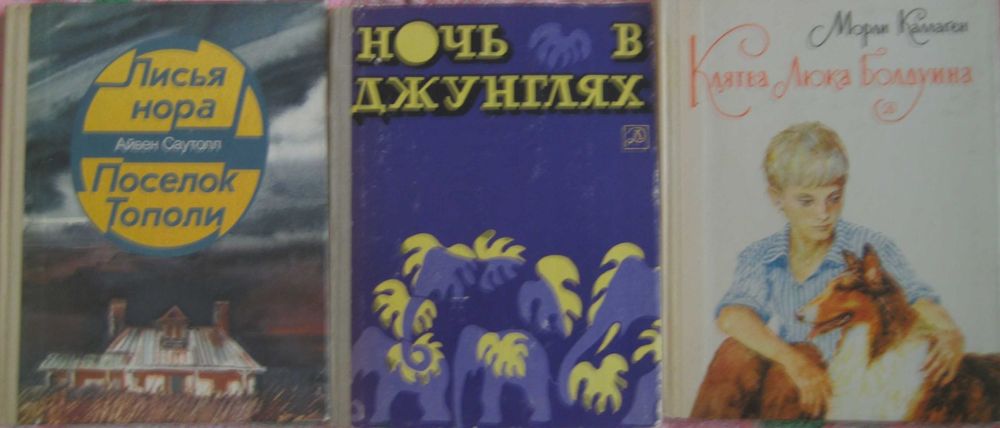 Лисья
нора
Айвен Саутолл
Поселок
Тополи
НОЧЬ В
ДЖУНГЛЯХ
Морли Каллаген
Клятва Люка Болдуина